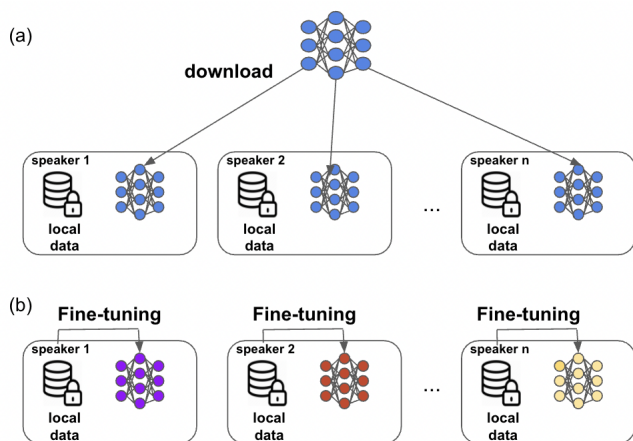 (a)
download
speaker 1
local
data
speaker 2
local
data
...
speaker n
local
data
(b)
Fine-tuning
Fine-tuning
Fine-tuning
speaker 1
local
data
speaker 2
local
data
...
speaker n
local
data